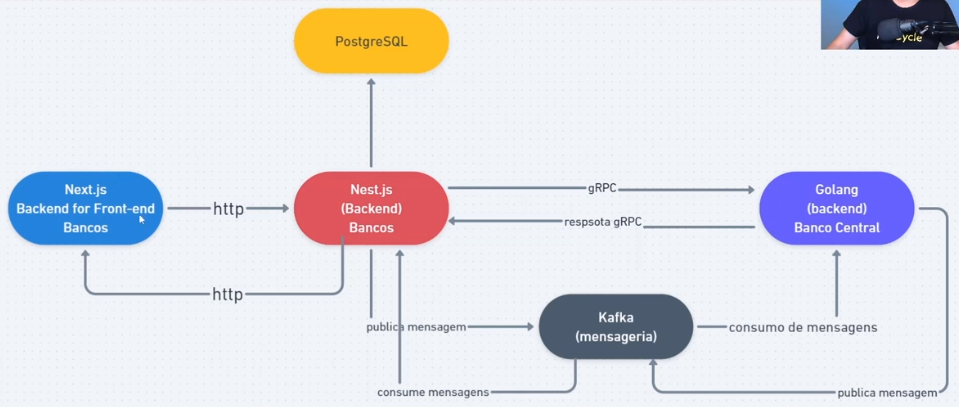 PostgreSQL
Next.js
Backend for Front-end
Bancos
http
Nest.js
(Backend)
Bancos
gRPC
respsota gRPC
Golang
(backend)
Banco Central
http
publica mensagem
Kafka
(mensageria)
consumo de mensagens
consume mensagens
publica mensagem